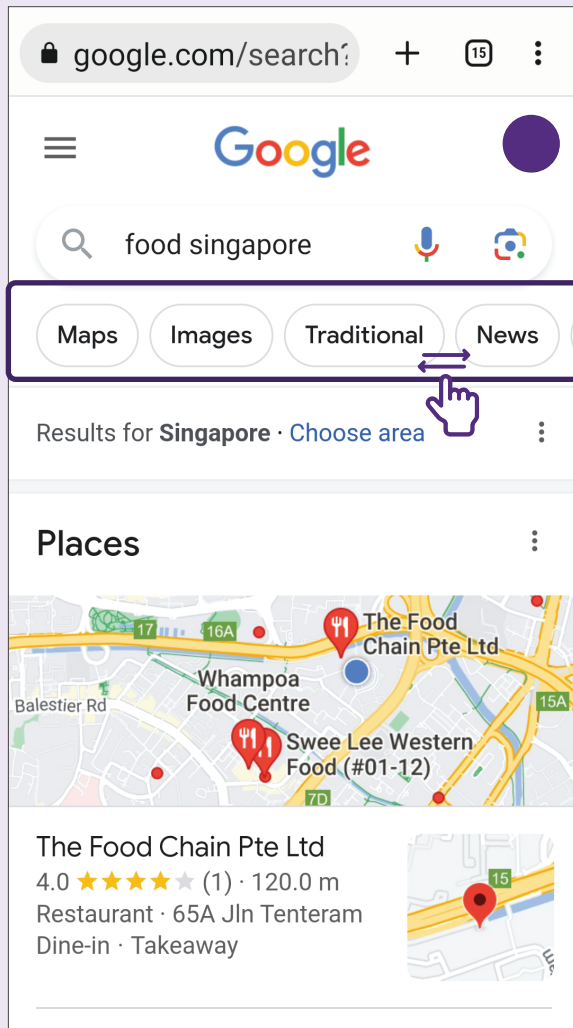 google.com/search?
15
Google
food singapore
Maps Images Traditional News
Results for Singapore · Choose area
Places
17
16A
The Food
Chain Pte Ltd
Whampoa
Food Centre
Balestier Rd
15A
Swee Lee Western
Food (#01-12)
7D
The Food Chain Pte Ltd
4.0 ★★★★★ (1) · 120.0 m
Restaurant · 65A Jln Tenteram
Dine-in · Takeaway
15